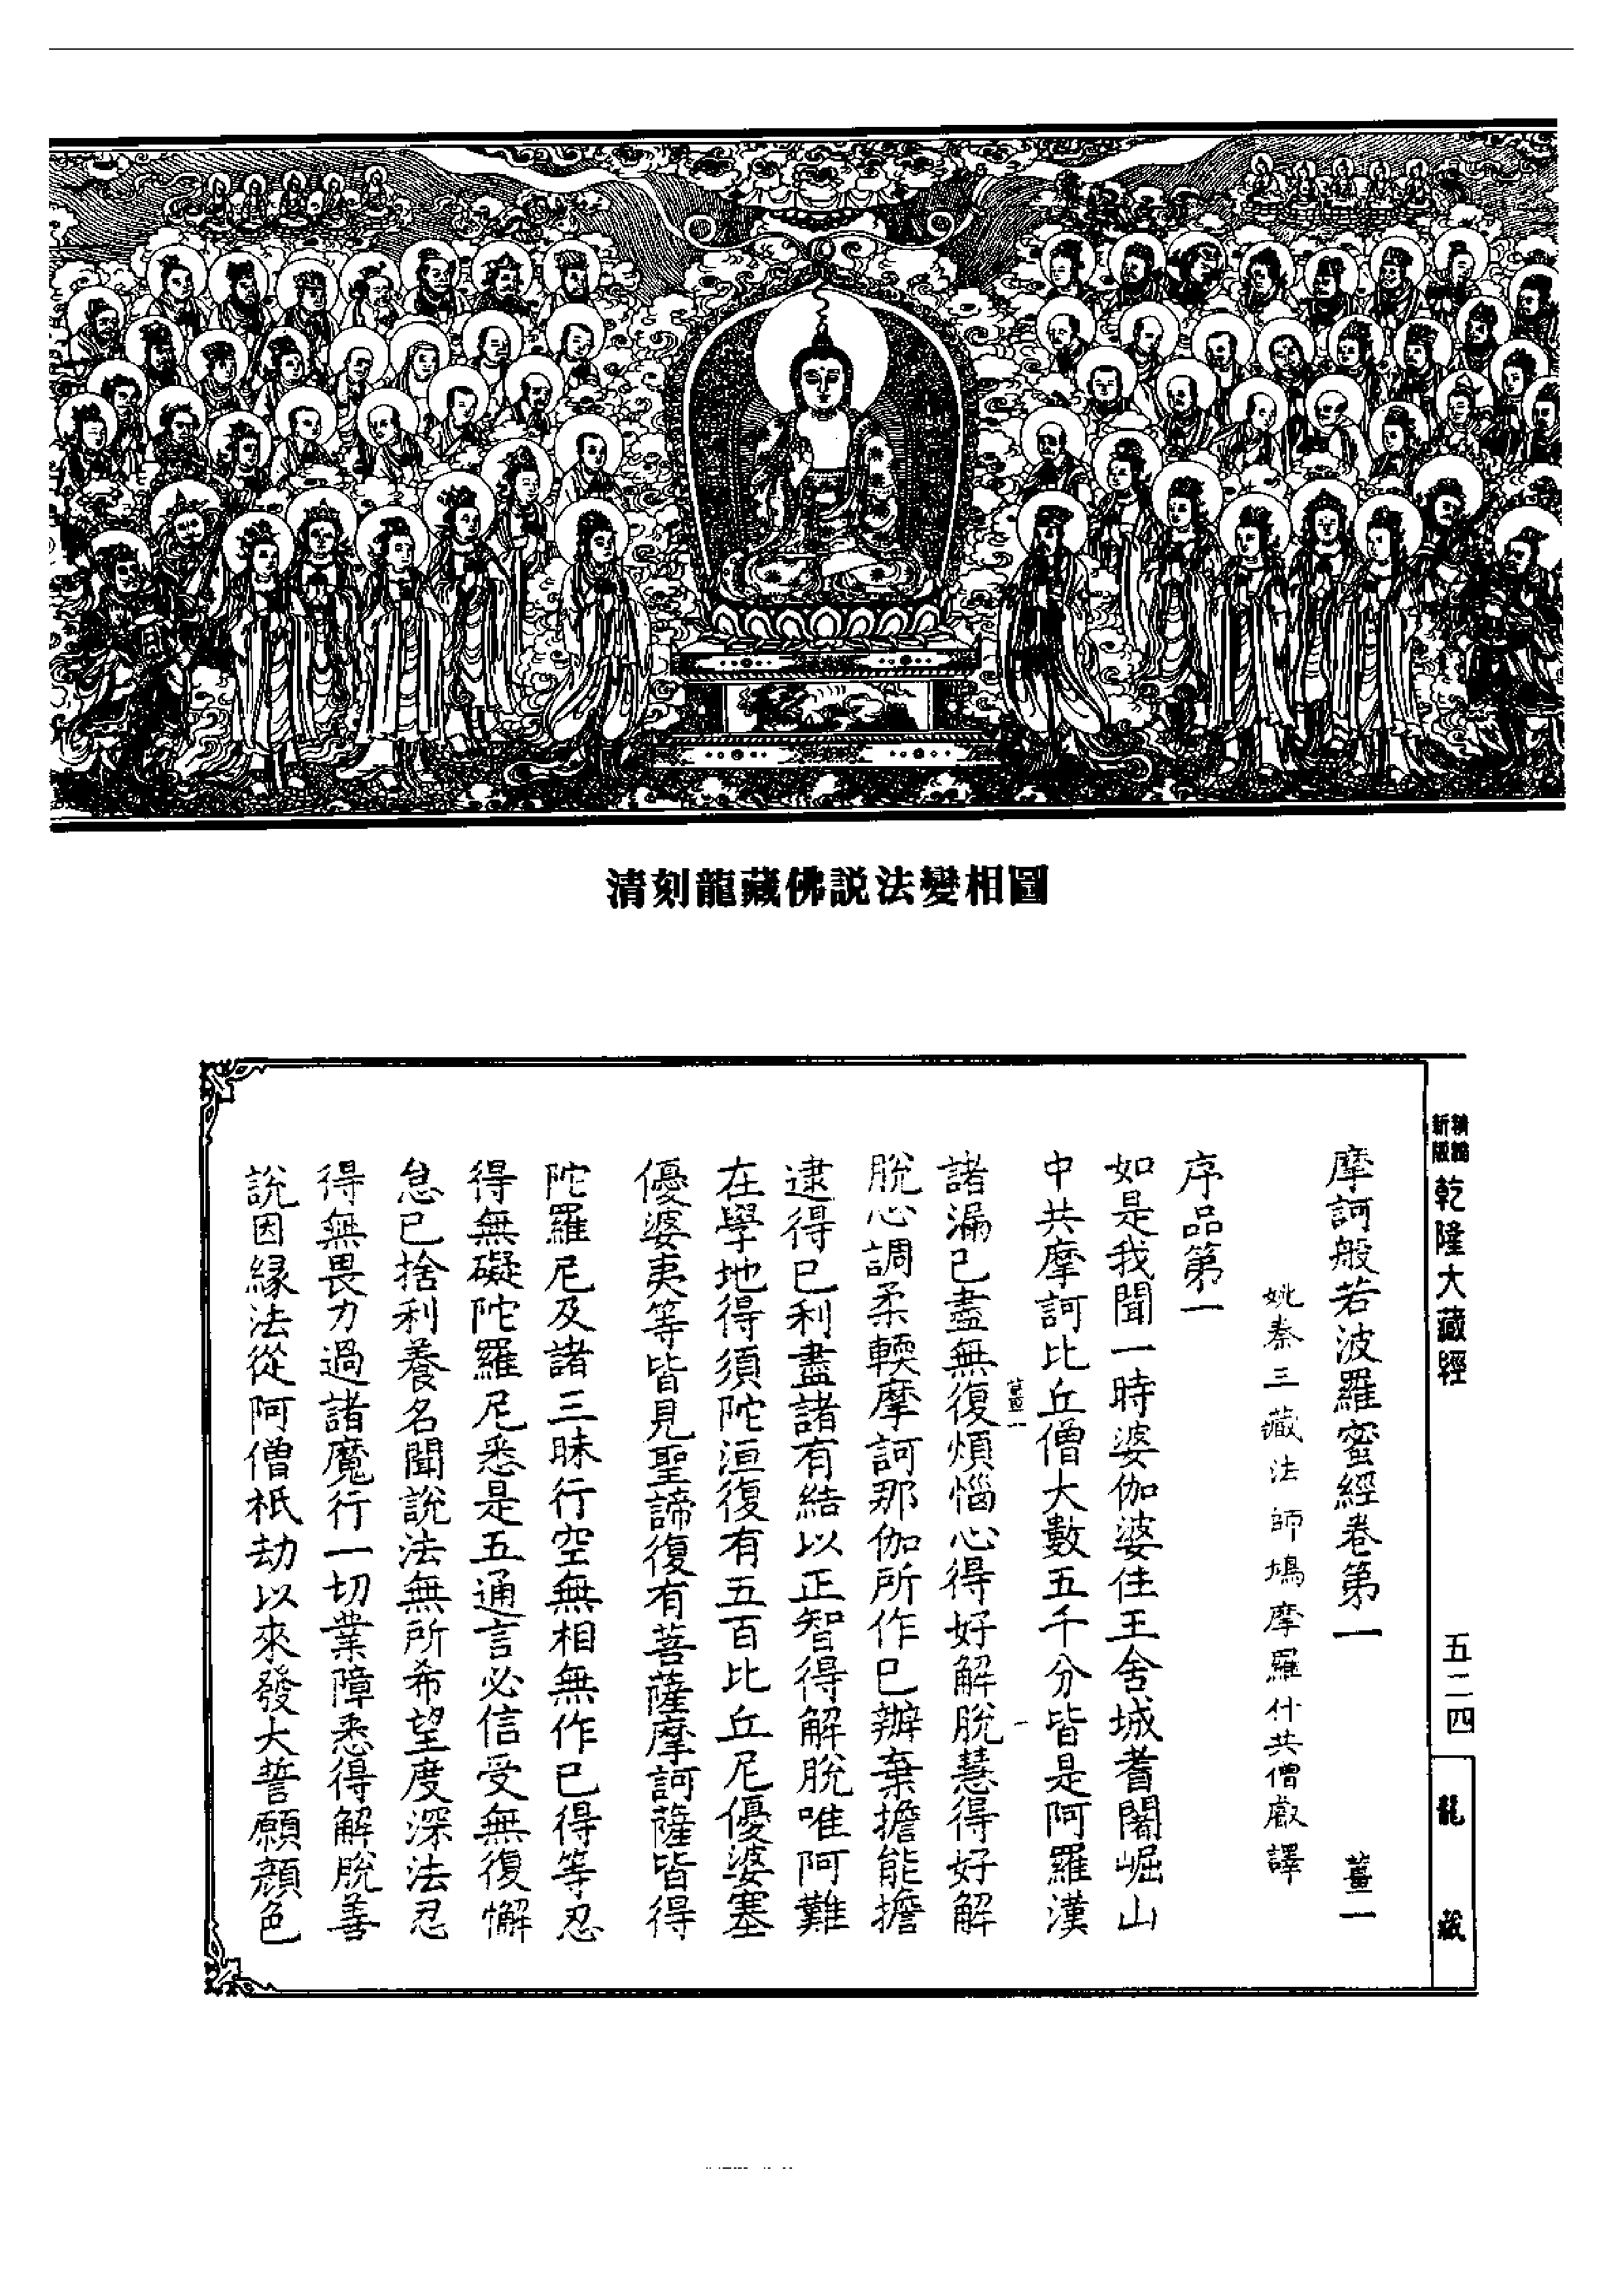 清刻龍藏佛説法變相圖
新版
精縮
乾隆大藏經
五二四
龍藏
摩訶般若波羅蜜經卷第一
薑一
姚秦三藏法師鳩摩羅什共僧叡譯
序品第一
如是我聞一時婆伽婆住王舍城耆闍崛山
中共摩訶比丘僧大數五千分皆是阿羅漢
薑一
一
諸漏已盡無復煩惱心得好解脫慧得好解
脫心調柔輭摩訶那伽所作已辦棄擔能擔
逮得已利盡諸有結以正智得解脫唯阿難
在學地得須陀洹復有五百比丘尼優婆塞
優婆夷等皆見聖諦復有菩薩摩訶薩皆得
陀羅尼及諸三昧行空無相無作已得等忍
得無礙陀羅尼悉是五通言必信受無復懈
怠已捨利養名聞說法無所希望度深法忍
得無畏力過諸魔行一切業障悉得解脫善
說因緣法從阿僧祇劫以來發大誓願顏色